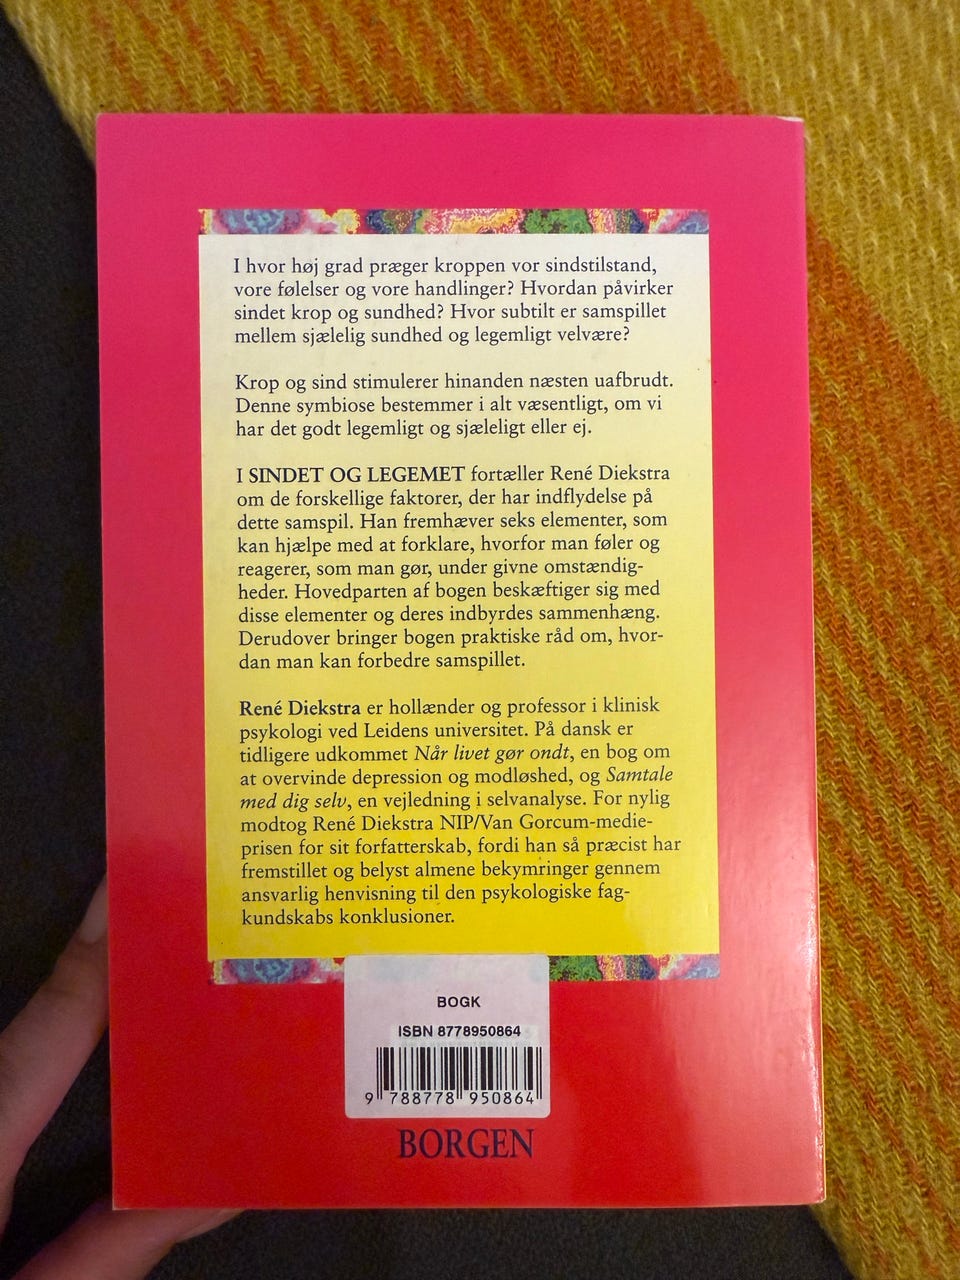 I hvor høj grad præger kroppen vor sindstilstand,
vore følelser og vore handlinger? Hvordan påvirker
sindet krop og sundhed? Hvor subtilt er samspillet
mellem sjælelig sundhed og legemligt velvære?
Krop og sind stimulerer hinanden næsten uafbrudt.
Denne symbiose bestemmer i alt væsentligt, om vi
har det godt legemligt og sjæleligt eller ej.
I SINDET OG LEGEMET fortæller René Diekstra
om de forskellige faktorer, der har indflydelse på
dette samspil. Han fremhæver seks elementer, som
kan hjælpe med at forklare, hvorfor man føler og
reagerer, som man gør, under givne omstændig-
heder. Hovedparten af bogen beskæftiger sig med
disse elementer og deres indbyrdes sammenhæng.
Derudover bringer bogen praktiske råd om, hvor-
dan man kan forbedre samspillet.
René Diekstra er hollænder og professor i klinisk
psykologi ved Leidens universitet. På dansk er
tidligere udkommet Når livet gør ondt, en bog om
at overvinde depression og modløshed, og Samtale
med dig selv, en vejledning i selvanalyse. For nylig
modtog René Diekstra NIP/Van Gorcum-medie-
prisen for sit forfatterskab, fordi han så præcist har
fremstillet og belyst almene bekymringer gennem
ansvarlig henvisning til den psykologiske fag-
kundskabs konklusioner.
BOGK
ISBN 8778950864
9 788778 950864
BORGEN